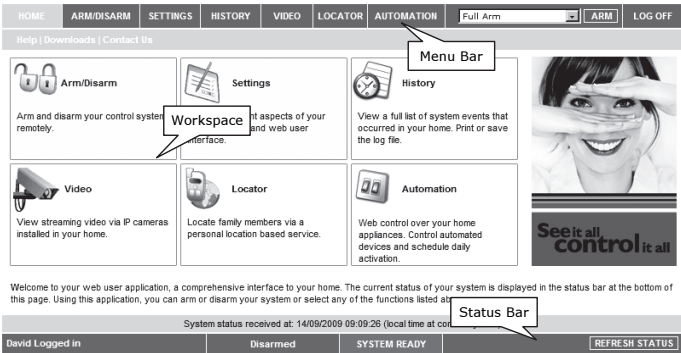 HOME ARM/DISARM SETTINGS HISTORY VIDEO LOCATOR AUTOMATION Full Arm ARM LOG OFF
Help | Downloads | Contact Us
Menu Bar
Arm/Disarm
Arm and disarm your control system
remotely.
Settings
nt aspects of your
and web user
interface.
Workspace
History
View a full list of system events that
occurred in your home. Print or save
the log file.
Video
View streaming video via IP cameras
installed in your home.
Locator
Locate family members via a
personal location based service.
Automation
Web control over your home
appliances. Control automated
devices and schedule daily
activation.
See it all
control it all
Welcome to your web user application, a comprehensive interface to your home. The current status of your system is displayed in the status bar at the bottom of
this page. Using this application, you can arm or disarm your system or select any of the functions listed
Status Bar
System status received at: 14/09/2009 09:09:26 (local time at
David Logged in Disarmed SYSTEM READY REFRESH STATUS